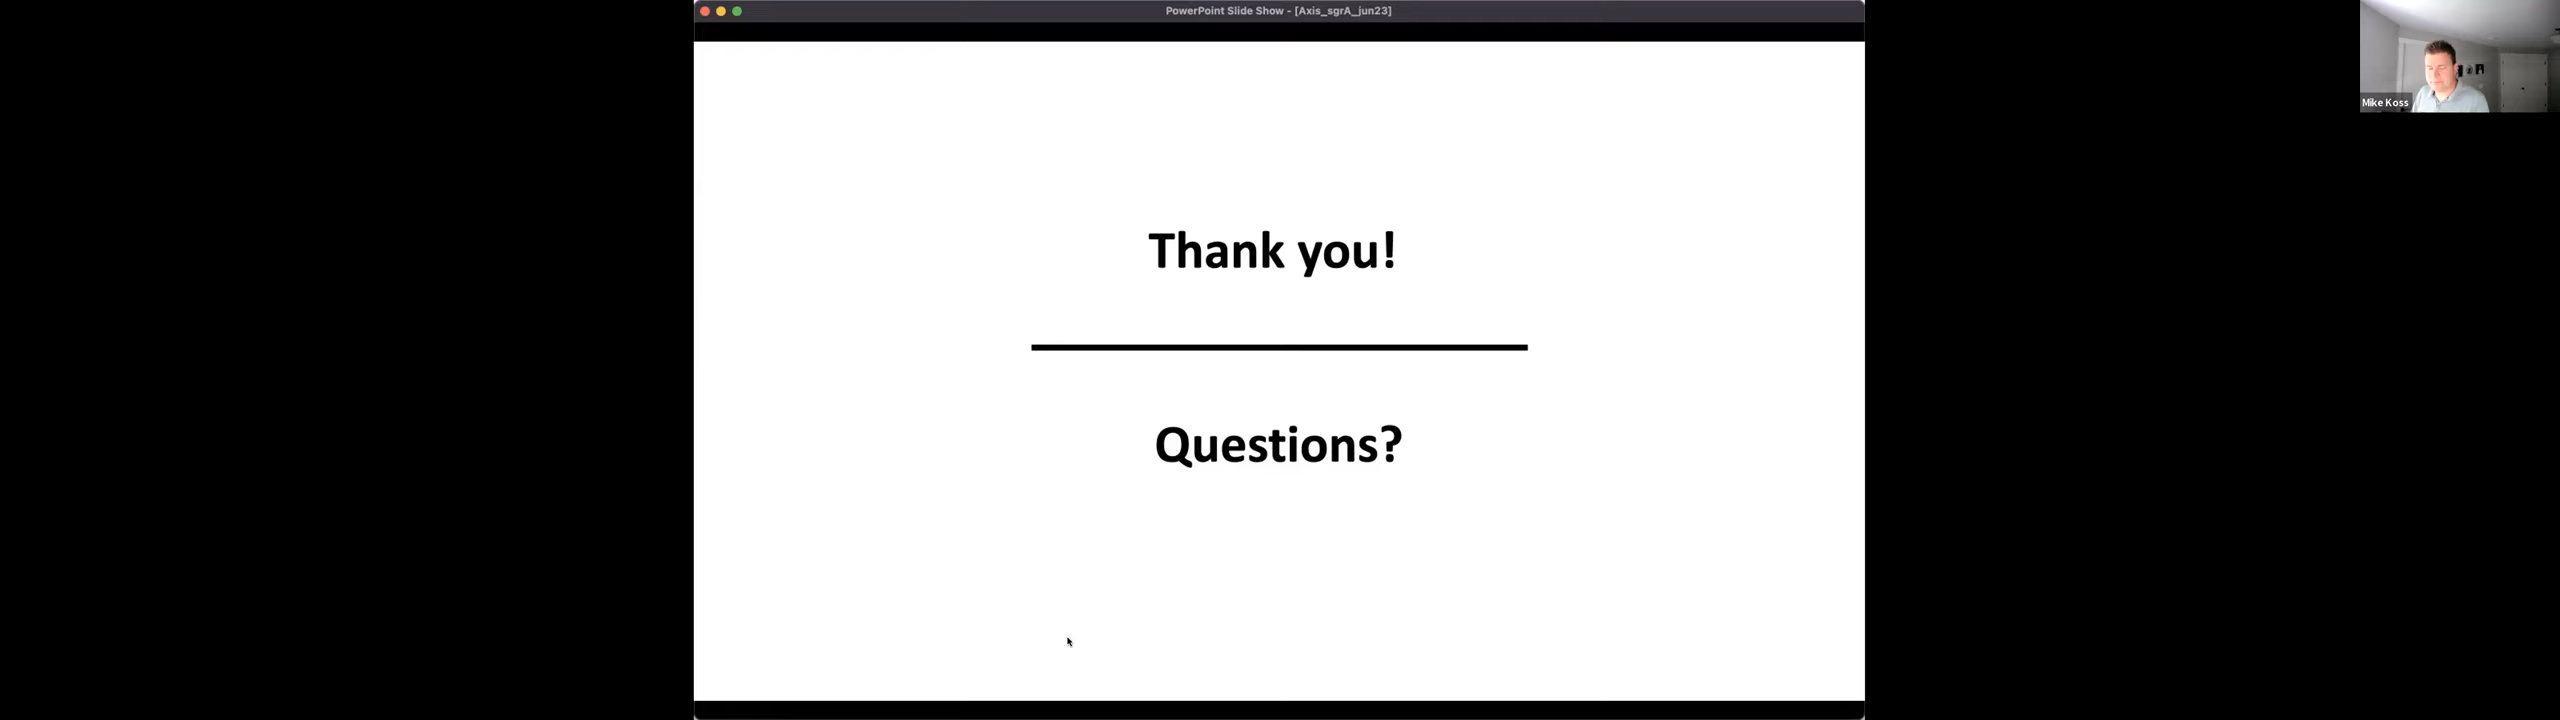 PowerPoint Slide Show - [Axis_sgrA_jun23]
Thank you!
Questions?
Mike Koss